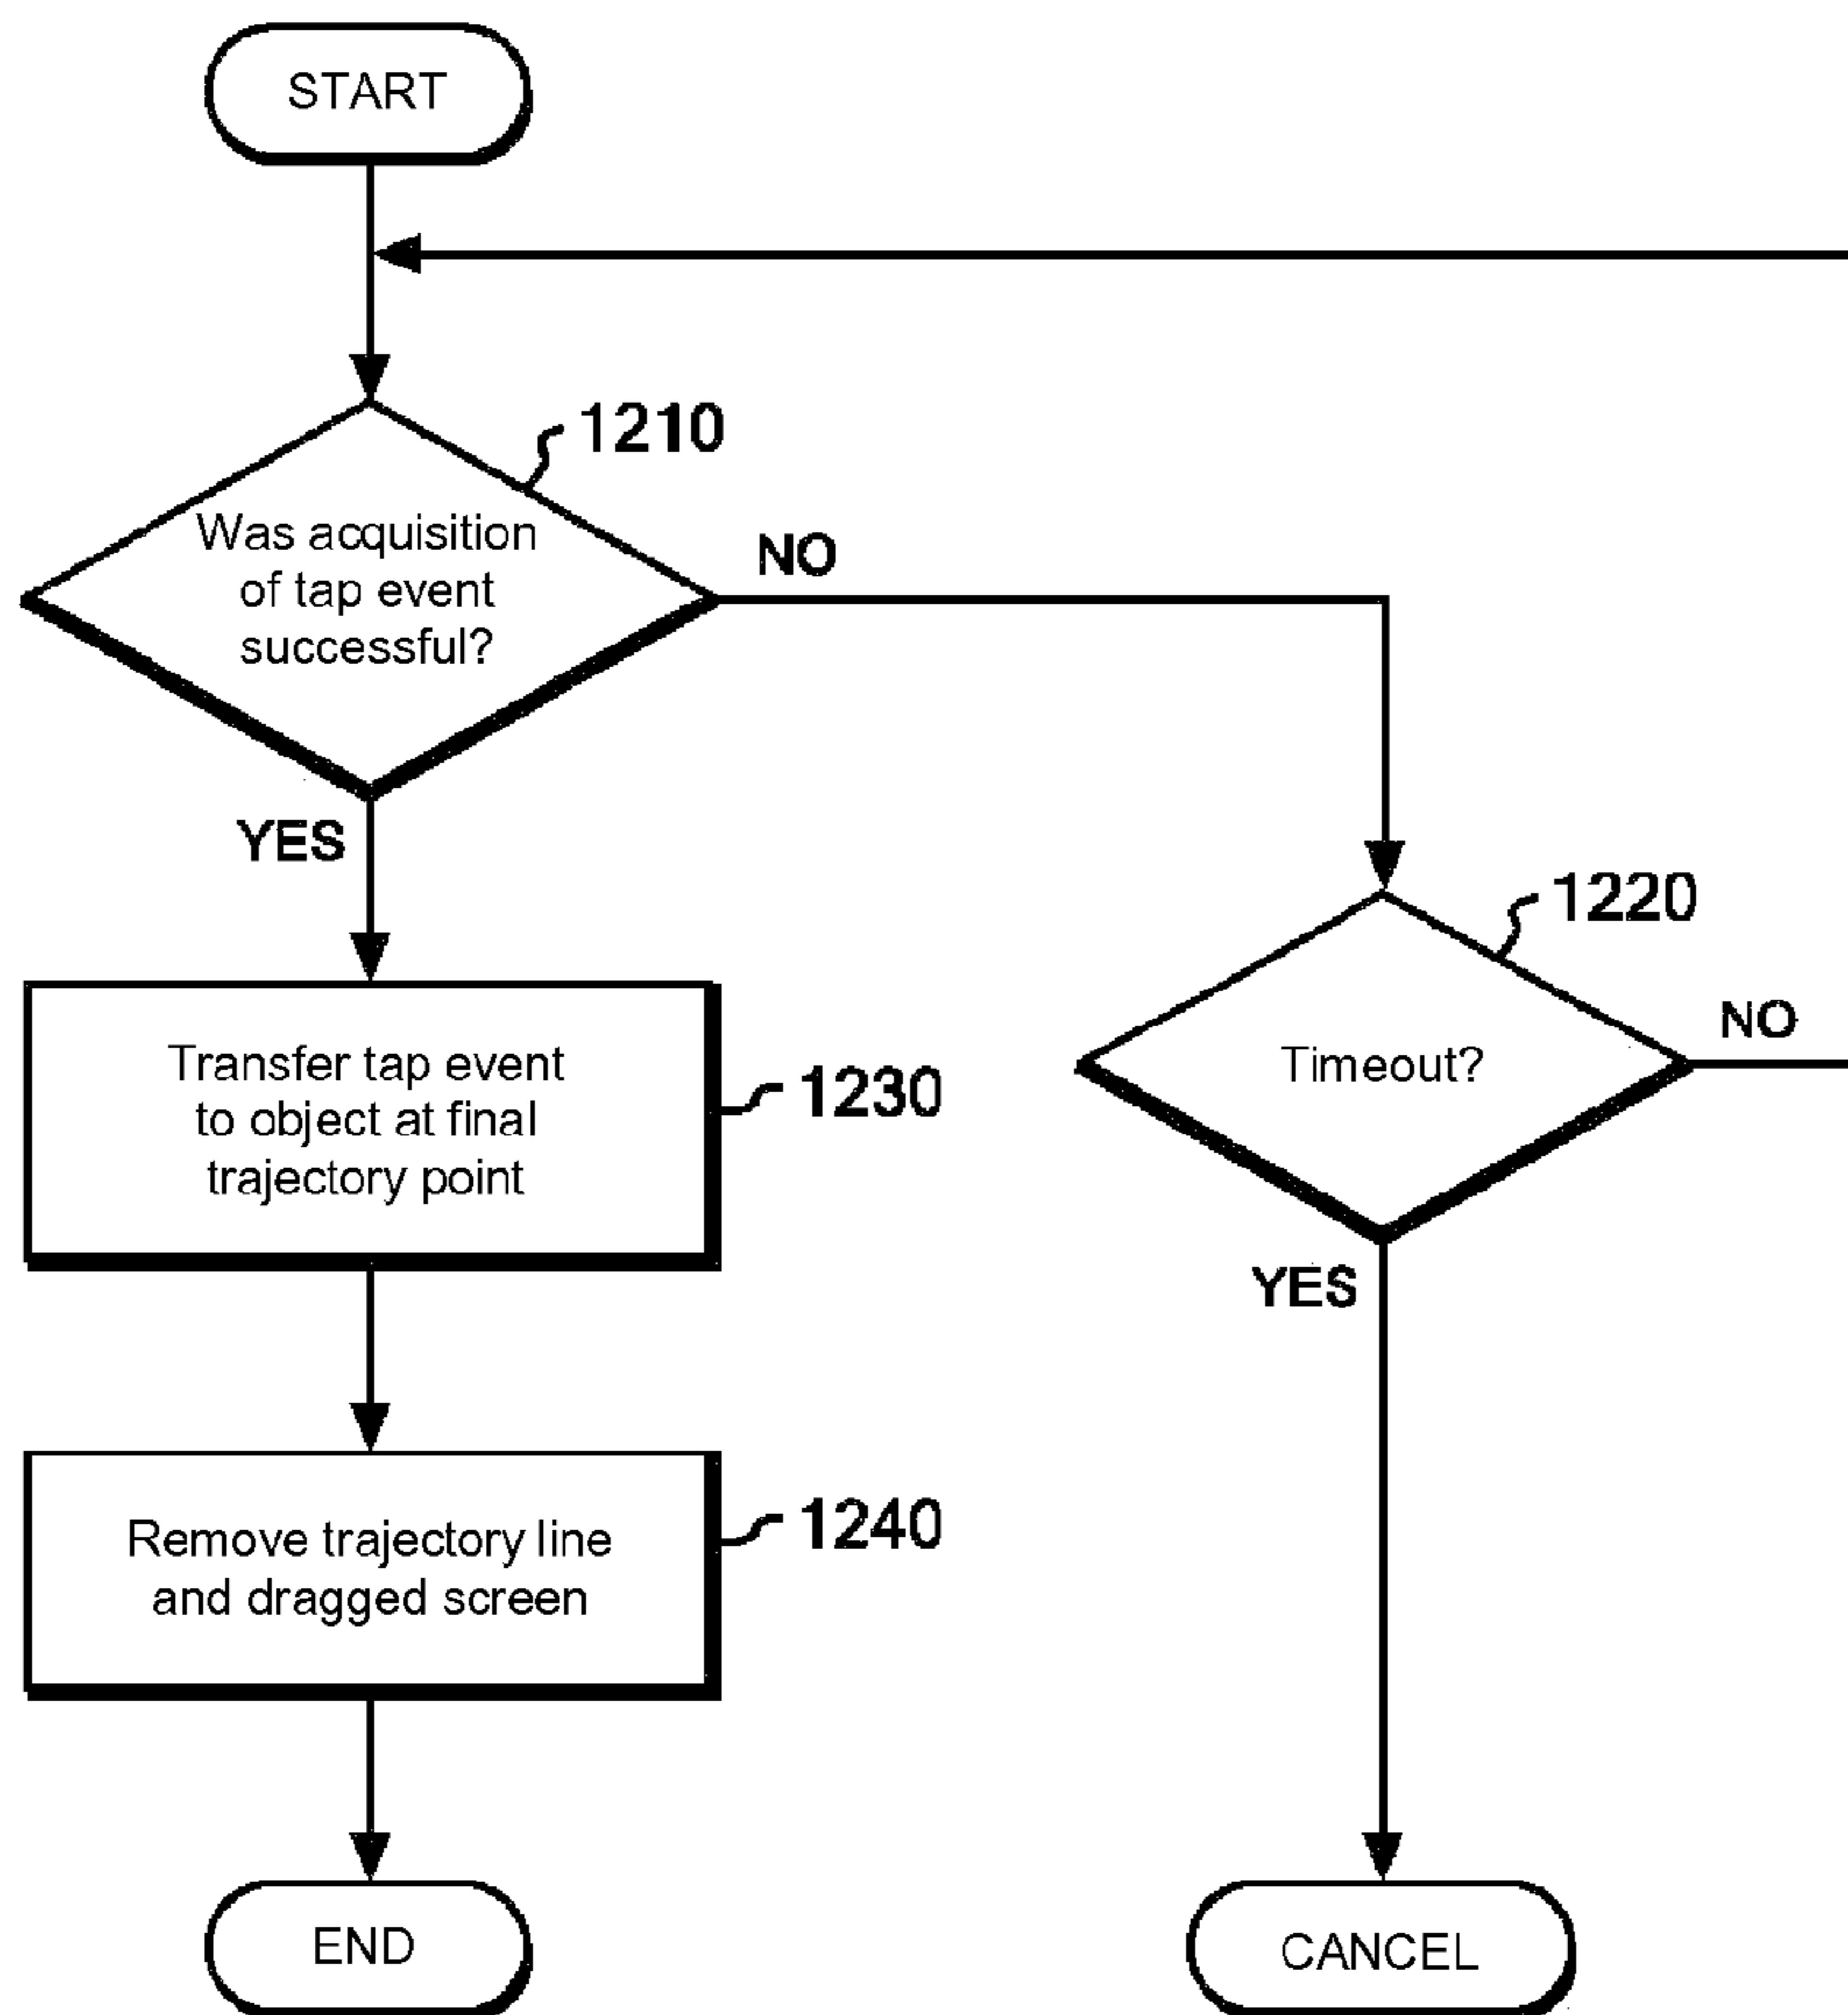 START
1210
Was acquisition
of tap event
successful?
NO
YES
1220
Timeout?
NO
YES
Transfer tap event
to object at final
trajectory point
1230
Remove trajectory line
and dragged screen
1240
END
CANCEL